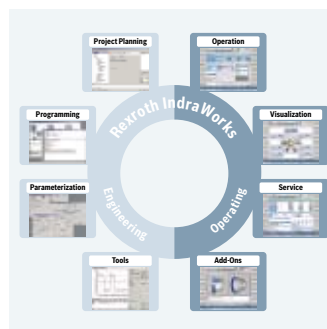 Project Planning
Operation
Rexroth IndraWorks
Programming
Visualization
Parameterization
Service
Engineering
Operating
Tools
Add-Ons